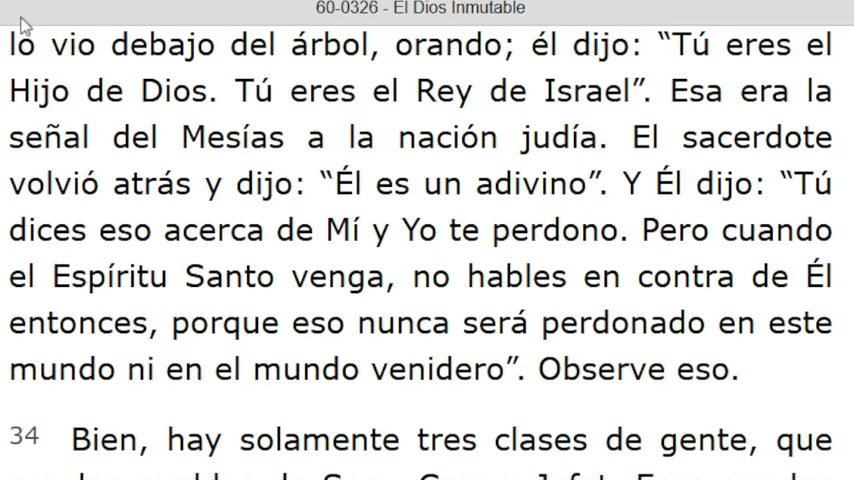 60-0326 - El Dios Inmutable
lo vio debajo del árbol, orando; él dijo: “Tú eres el
Hijo de Dios. Tú eres el Rey de Israel”. Esa era la
señal del Mesías a la nación judía. El sacerdote
volvió atrás y dijo: “Él es un adivino”. Y Él dijo: “Tú
dices eso acerca de Mí y Yo te perdono. Pero cuando
el Espíritu Santo venga, no hables en contra de Él
entonces, porque eso nunca será perdonado en este
mundo ni en el mundo venidero”. Observe eso.
34 Bien, hay solamente tres clases de gente, que